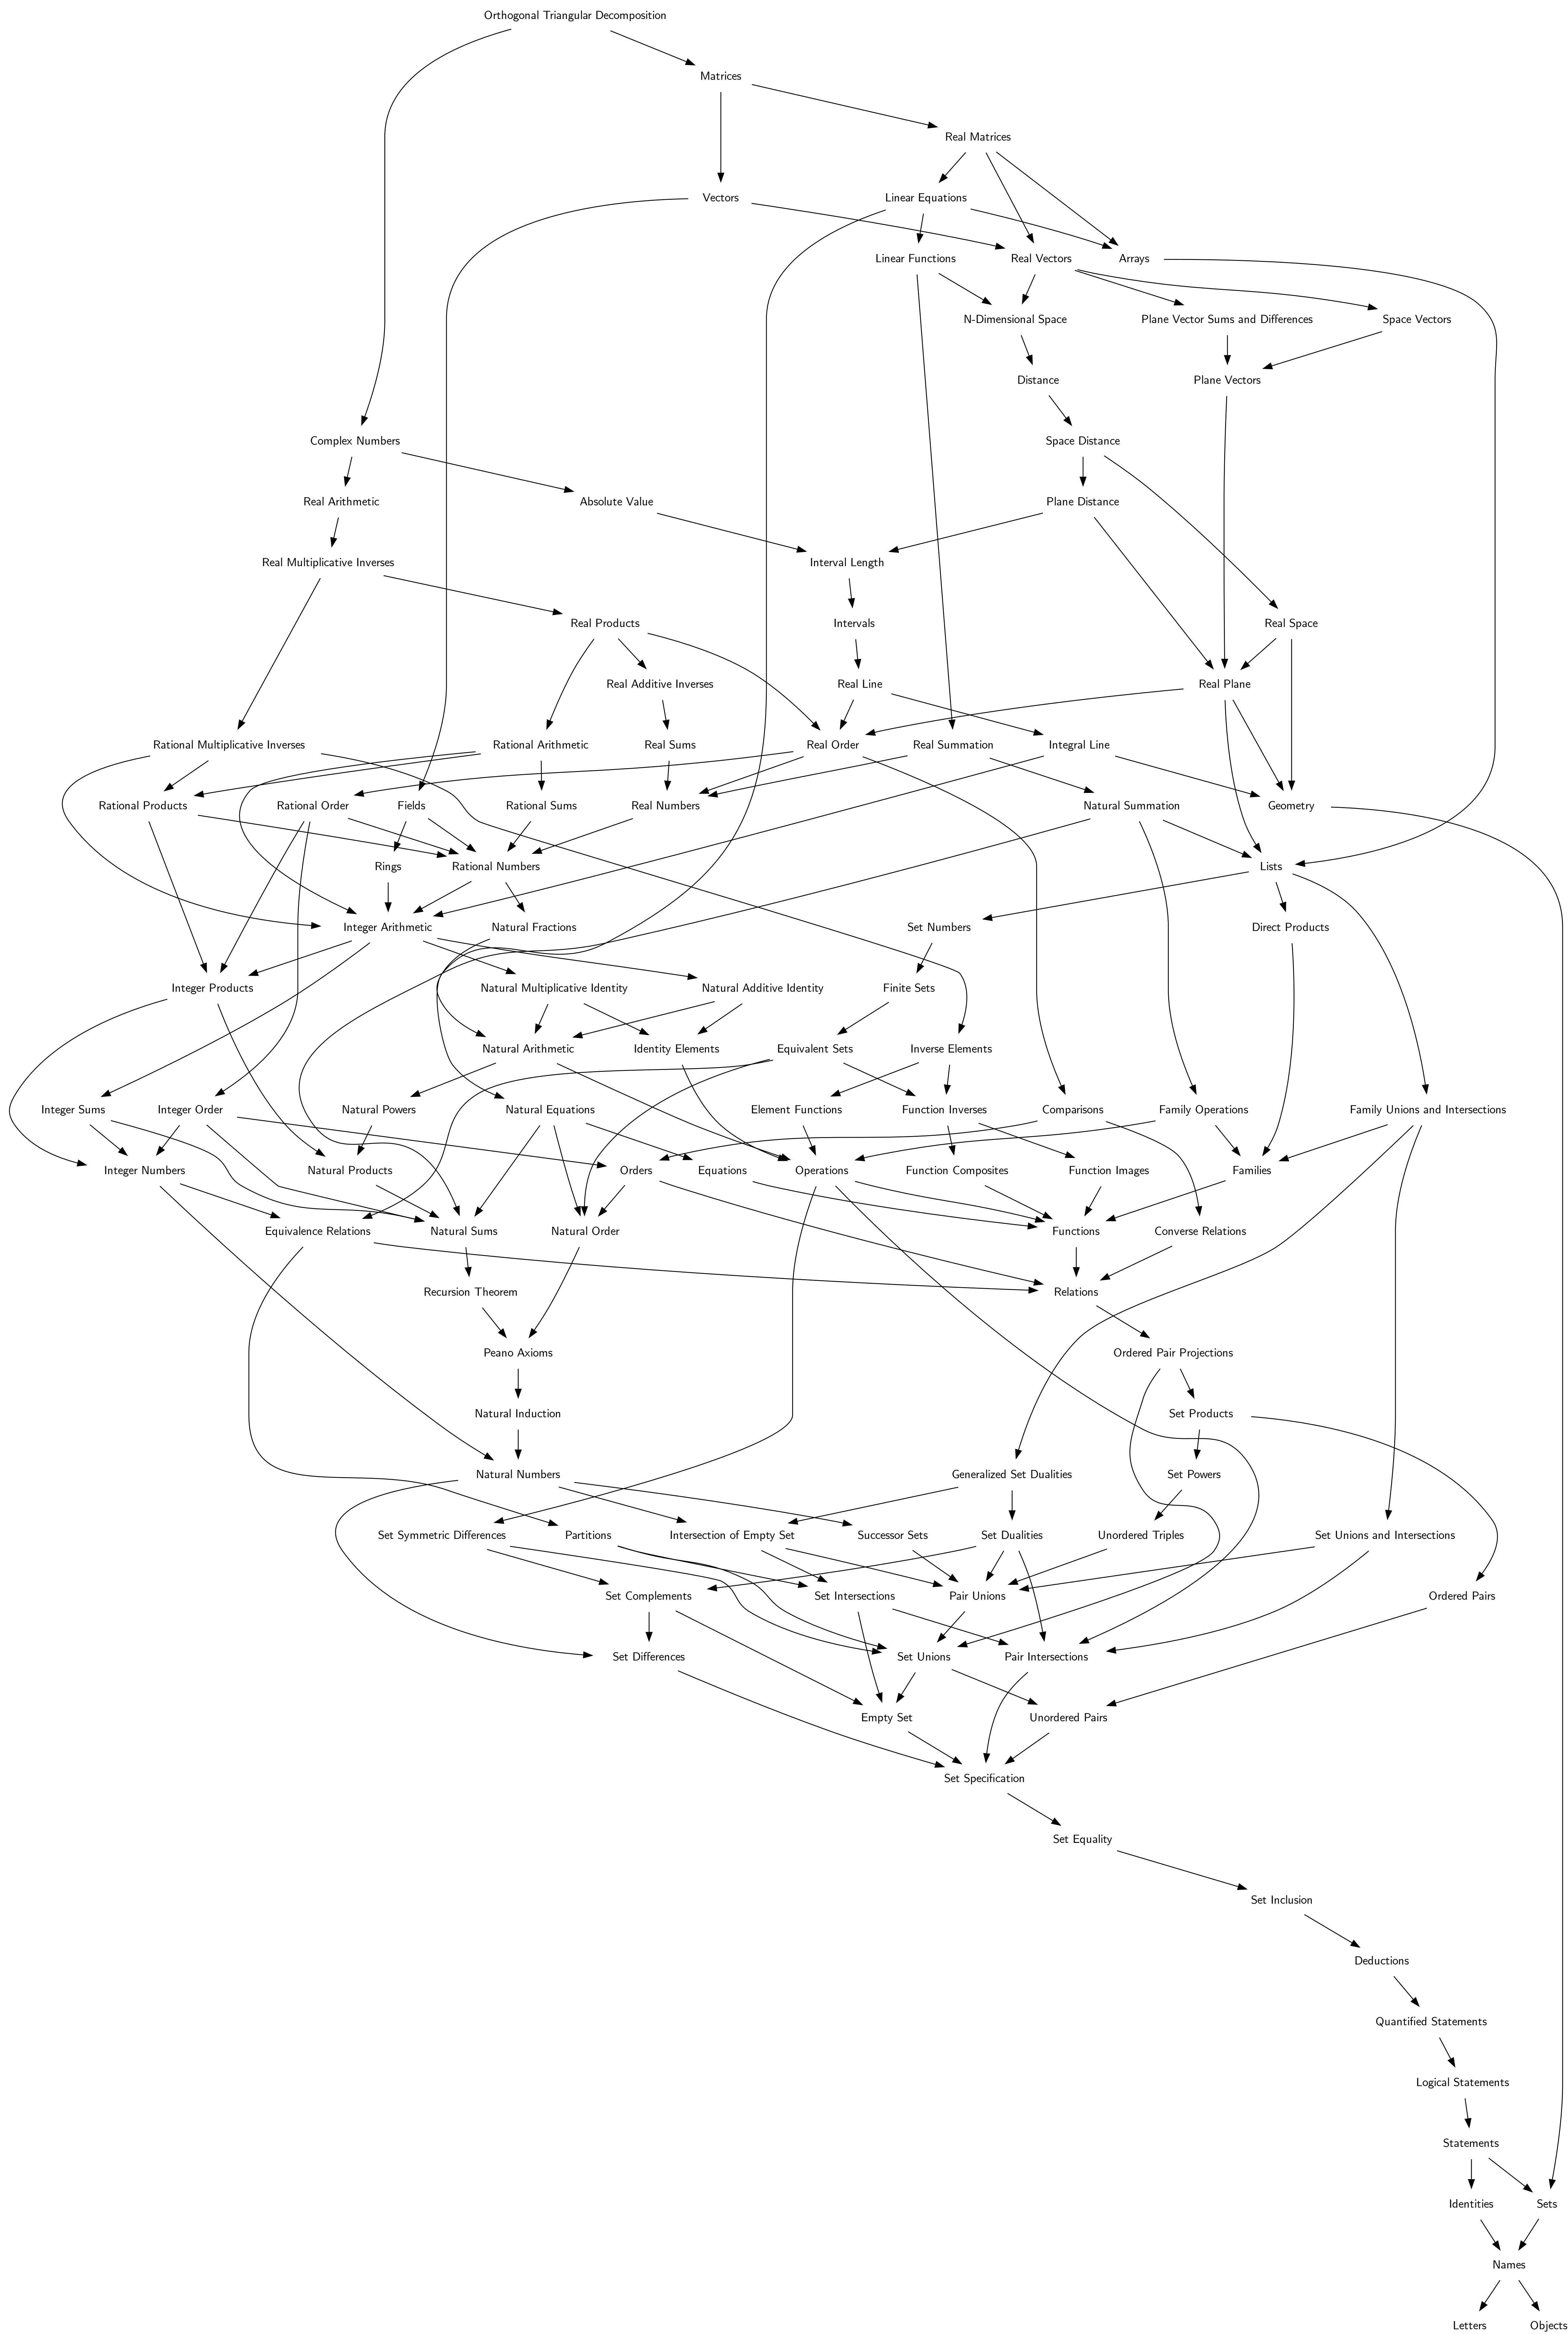 Orthogonal Triangular Decomposition
Matrices
Real Matrices
Vectors
Linear Equations
Linear Functions
Real Vectors
Arrays
N-Dimensional Space
Plane Vector Sums and Differences
Space Vectors
Distance
Plane Vectors
Complex Numbers
Space Distance
Real Arithmetic
Absolute Value
Plane Distance
Real Multiplicative Inverses
Interval Length
Real Products
Intervals
Real Space
Real Additive Inverses
Real Line
Real Plane
Rational Multiplicative Inverses
Rational Arithmetic
Real Sums
Real Order
Real Summation
Integral Line
Rational Products
Rational Order
Fields
Rational Sums
Real Numbers
Natural Summation
Geometry
Rings
Rational Numbers
Lists
Integer Arithmetic
Natural Fractions
Set Numbers
Direct Products
Integer Products
Natural Multiplicative Identity
Natural Additive Identity
Finite Sets
Natural Arithmetic
Identity Elements
Equivalent Sets
Inverse Elements
Integer Sums
Integer Order
Natural Powers
Natural Equations
Element Functions
Function Inverses
Comparisons
Family Operations
Family Unions and Intersections
Integer Numbers
Natural Products
Orders
Equations
Operations
Function Composites
Function Images
Families
Equivalence Relations
Natural Sums
Natural Order
Functions
Converse Relations
Recursion Theorem
Relations
Peano Axioms
Ordered Pair Projections
Natural Induction
Set Products
Natural Numbers
Generalized Set Dualities
Set Powers
Set Symmetric Differences
Partitions
Intersection of Empty Set
Successor Sets
Set Dualities
Unordered Triples
Set Unions and Intersections
Set Complements
Set Intersections
Pair Unions
Ordered Pairs
Set Differences
Set Unions
Pair Intersections
Empty Set
Unordered Pairs
Set Specification
Set Equality
Set Inclusion
Deductions
Quantified Statements
Logical Statements
Statements
Identities
Sets
Names
Letters
Objects